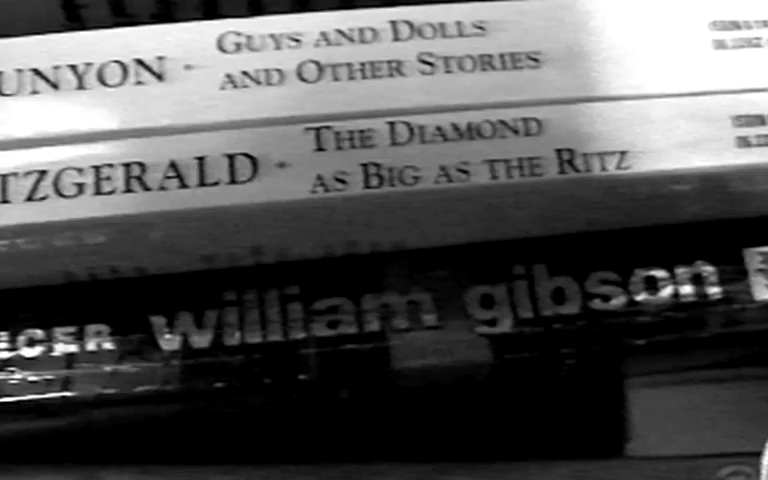 UNYON · GUYS AND DOLLS
AND OTHER STORIES
TZGERALD · THE DIAMOND
AS BIG AS THE RITZ
william gibson